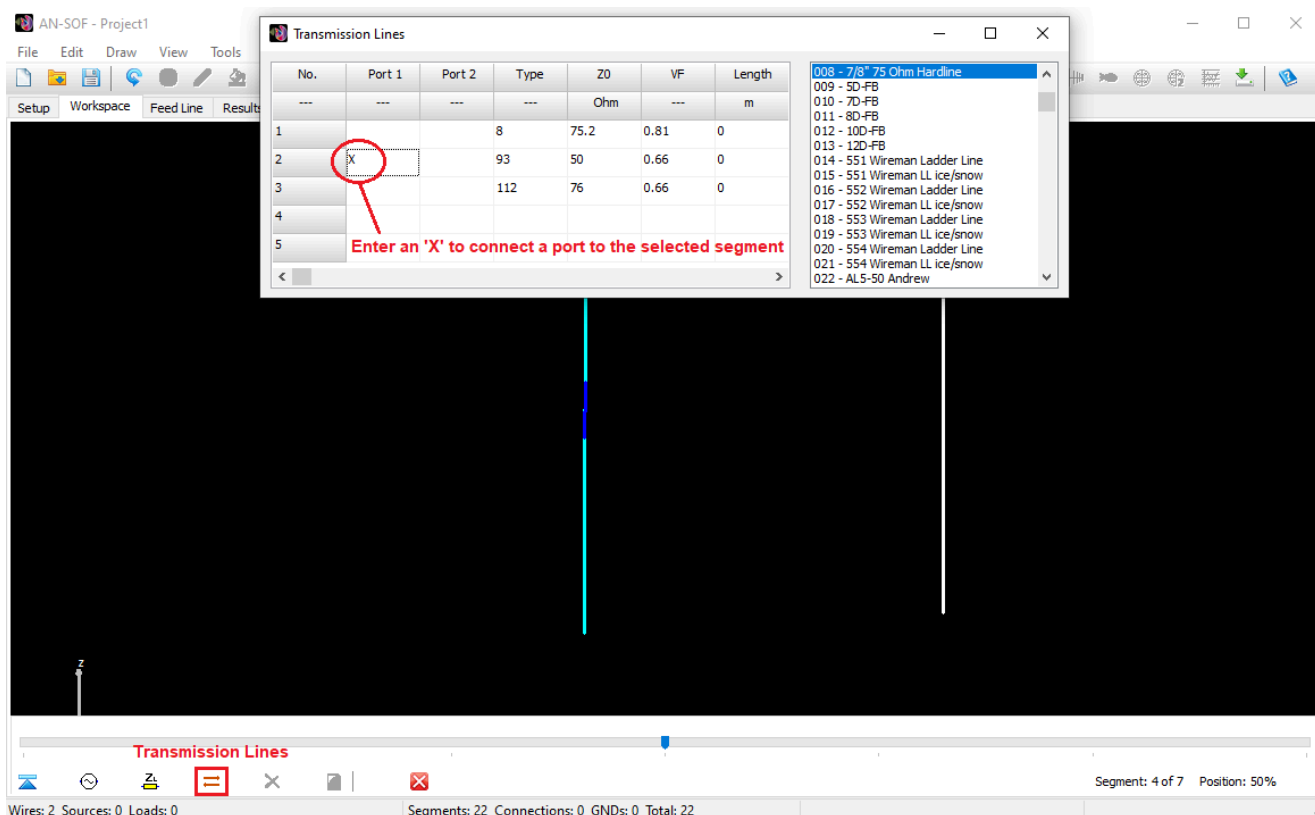 AN-SOF - Project1
File Edit Draw View Tools
Setup Workspace Feed Line Results
Transmission Lines
No. Port 1 Port 2 Type Z0 VF Length
--- --- --- --- Ohm --- m
1 8 75.2 0.81 0
2 X 93 50 0.66 0
3 112 76 0.66 0
4
5
Enter an 'X' to connect a port to the selected segment
008 - 7/8" 75 Ohm Hardline
009 - 5D-FB
010 - 7D-FB
011 - 8D-FB
012 - 10D-FB
013 - 12D-FB
014 - 551 Wireman Ladder Line
015 - 551 Wireman LL ice/snow
016 - 552 Wireman Ladder Line
017 - 552 Wireman LL ice/snow
018 - 553 Wireman Ladder Line
019 - 553 Wireman LL ice/snow
020 - 554 Wireman Ladder Line
021 - 554 Wireman LL ice/snow
022 - AL5-50 Andrew
z
Transmission Lines
ZL
Segment: 4 of 7 Position: 50%
Wires: 2 Sources: 0 Loads: 0
Segments: 22 Connections: 0 GNDs: 0 Total: 22